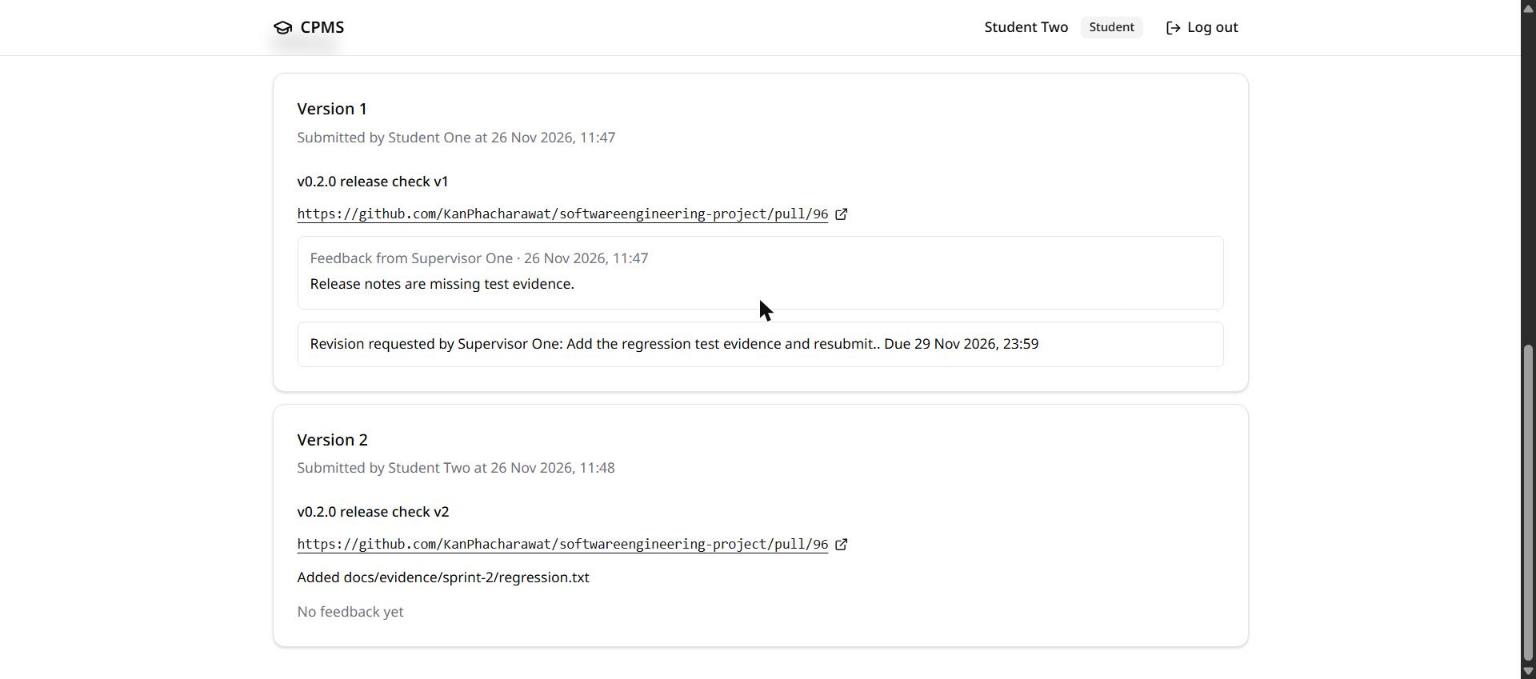 CPMS
Student Two Student Log out
Version 1
Submitted by Student One at 26 Nov 2026, 11:47
v0.2.0 release check v1
https://github.com/KanPhacharawat/softwareengineering-project/pull/96
Feedback from Supervisor One · 26 Nov 2026, 11:47
Release notes are missing test evidence.
Revision requested by Supervisor One: Add the regression test evidence and resubmit.. Due 29 Nov 2026, 23:59
Version 2
Submitted by Student Two at 26 Nov 2026, 11:48
v0.2.0 release check v2
https://github.com/KanPhacharawat/softwareengineering-project/pull/96
Added docs/evidence/sprint-2/regression.txt
No feedback yet